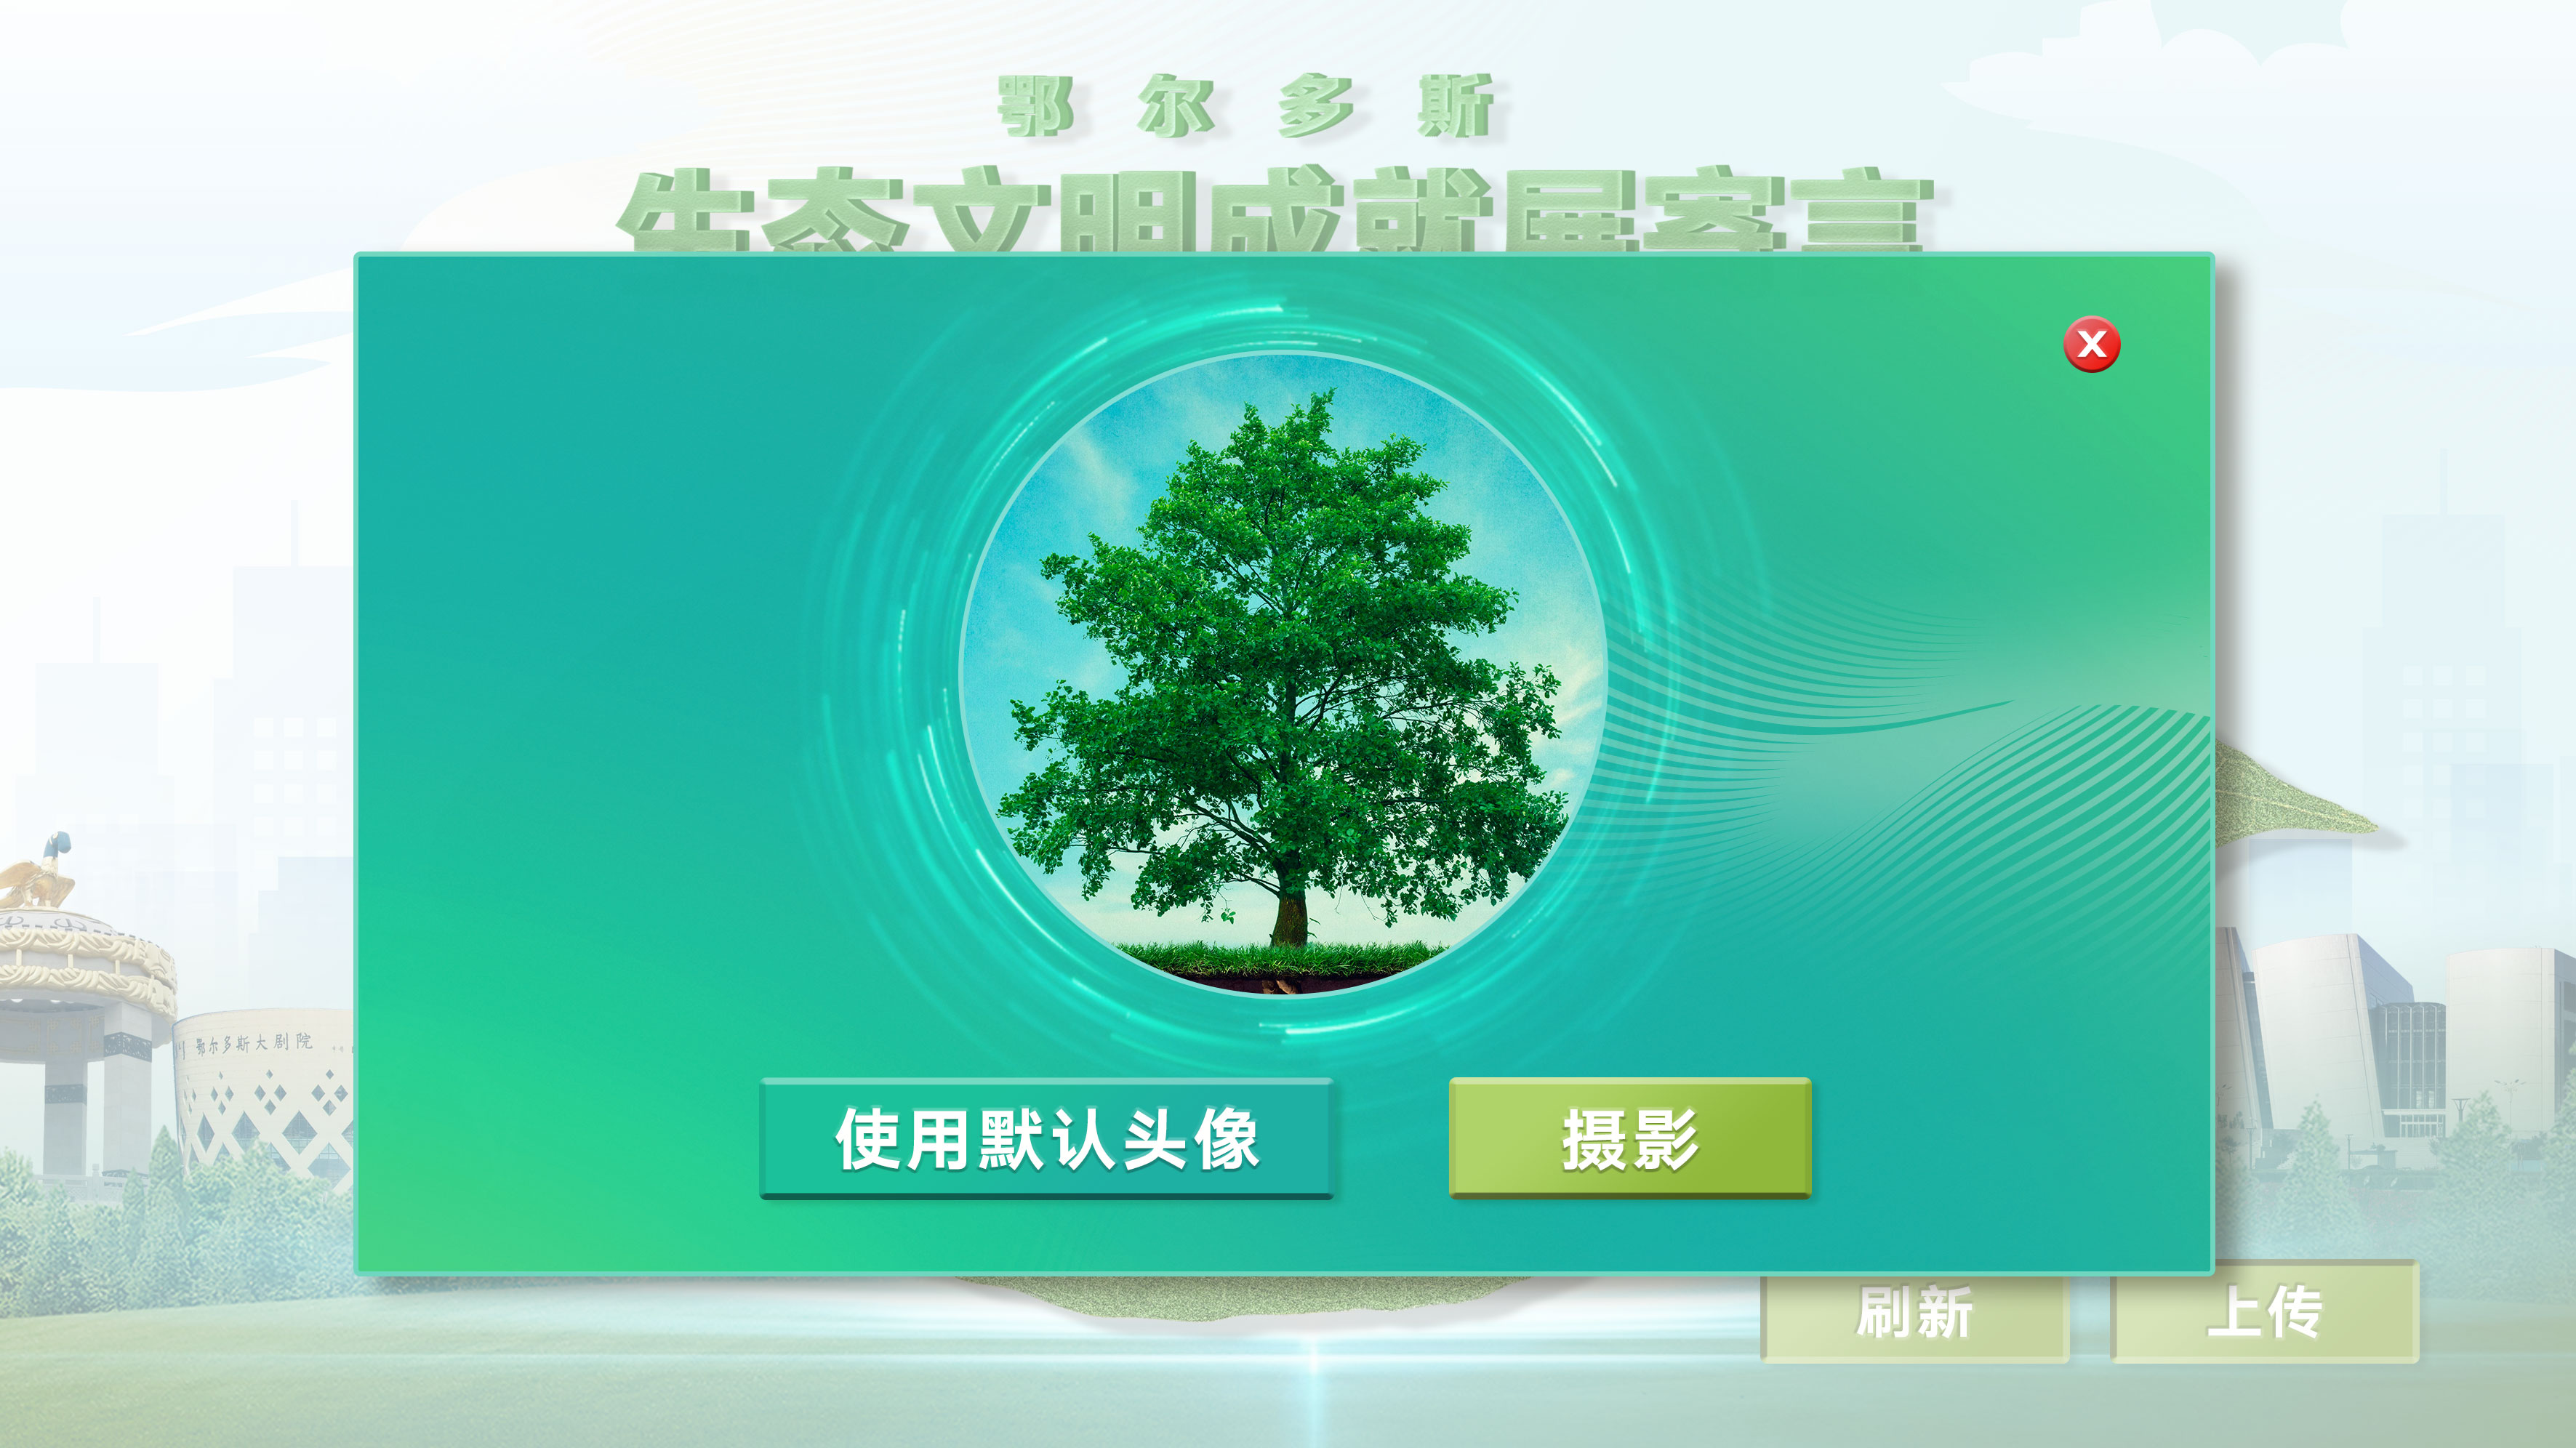 鄂尔多斯
生态文明成就展寄言
X
鄂尔多斯大剧院
使用默认头像
摄影
刷新
上传